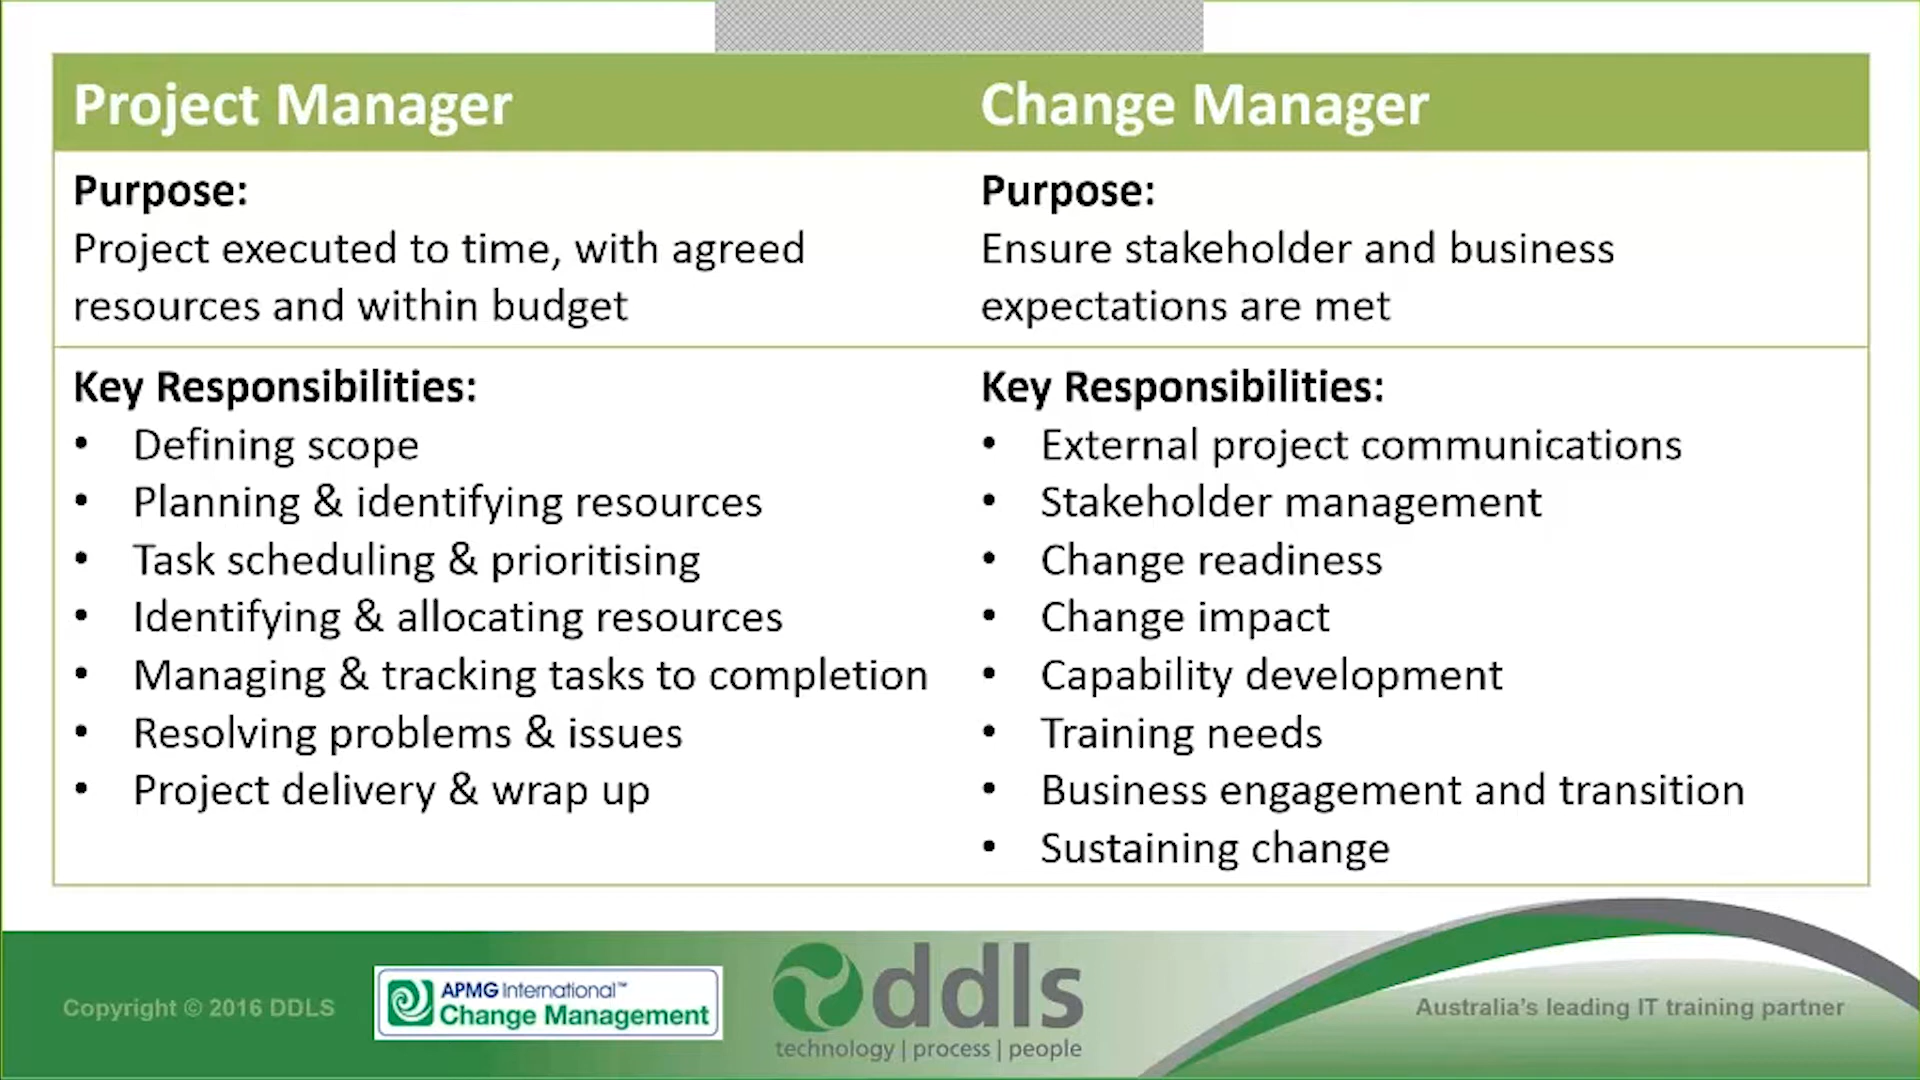 Project Manager
Change Manager
Purpose:
Project executed to time, with agreed
resources and within budget
Purpose:
Ensure stakeholder and business
expectations are met
Key Responsibilities:
• Defining scope
• Planning & identifying resources
• Task scheduling & prioritising
• Identifying & allocating resources
• Managing & tracking tasks to completion
• Resolving problems & issues
• Project delivery & wrap up
Key Responsibilities:
• External project communications
• Stakeholder management
• Change readiness
• Change impact
• Capability development
• Training needs
• Business engagement and transition
• Sustaining change
Copyright © 2016 DDLS
APMG International™
Change Management
ddls
technology | process | people
Australia's leading IT training partner